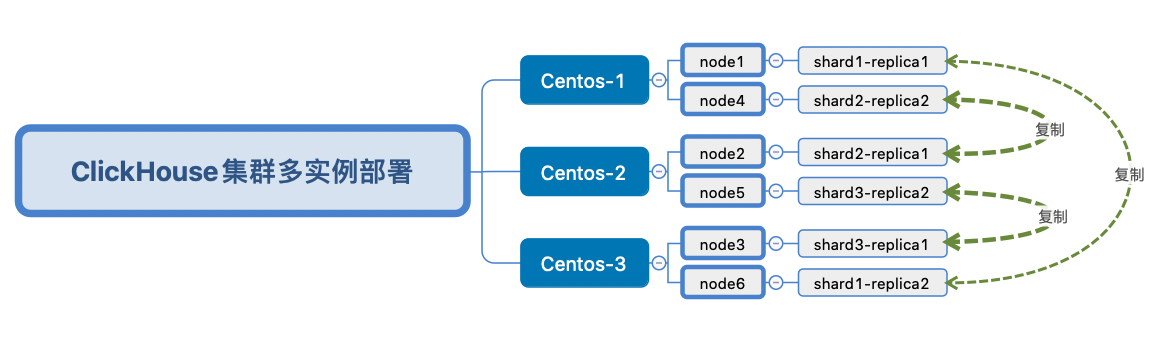 ClickHouse集群多实例部署
Centos-1
node1
shard1-replica1
node4
shard2-replica2
复制
Centos-2
node2
shard2-replica1
node5
shard3-replica2
复制
复制
Centos-3
node3
shard3-replica1
node6
shard1-replica2